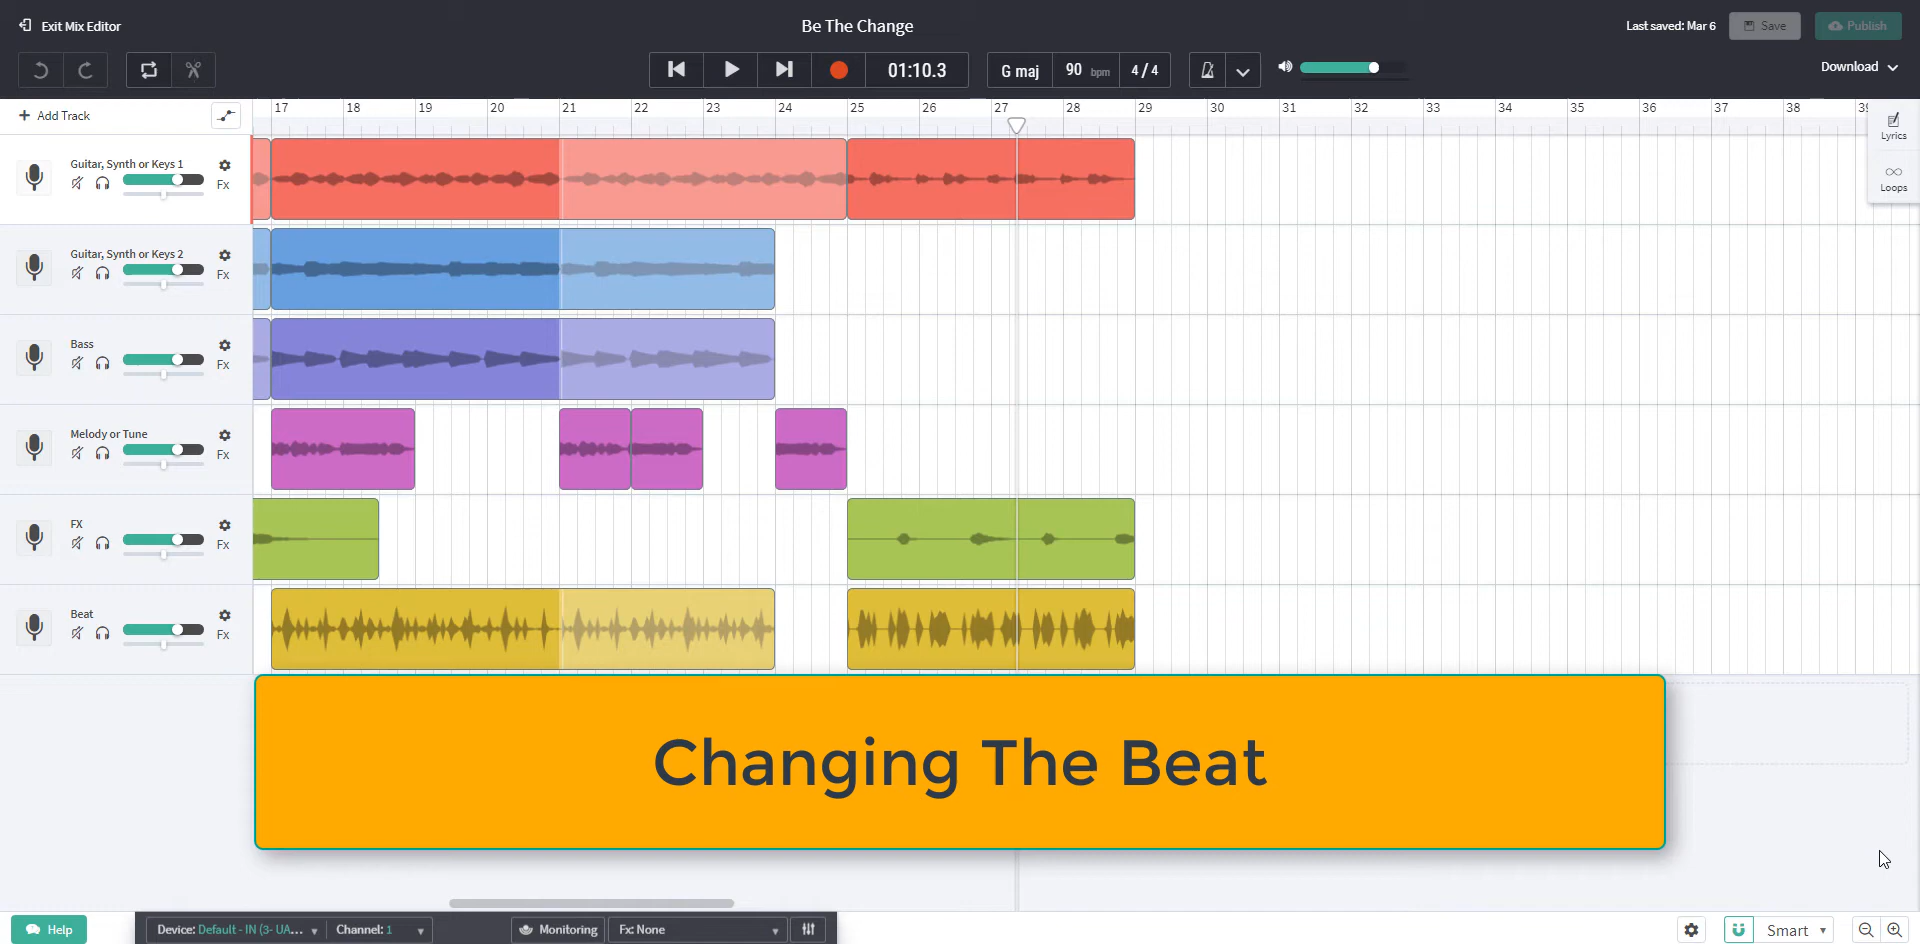 Exit Mix Editor
Be The Change
Last saved: Mar 6
Save
Publish
01:10.3
G maj
90 bpm
4/4
Download
Add Track
17 18 19 20 21 22 23 24 25 26 27 28 29 30 31 32 33 34 35 36 37 38 39
Lyrics
Loops
Guitar, Synth or Keys 1
Fx
Guitar, Synth or Keys 2
Fx
Bass
Fx
Melody or Tune
Fx
FX
Fx
Beat
Fx
Changing The Beat
Help
Device: Default - IN (3- UA...
Channel: 1
Monitoring
Fx: None
Smart